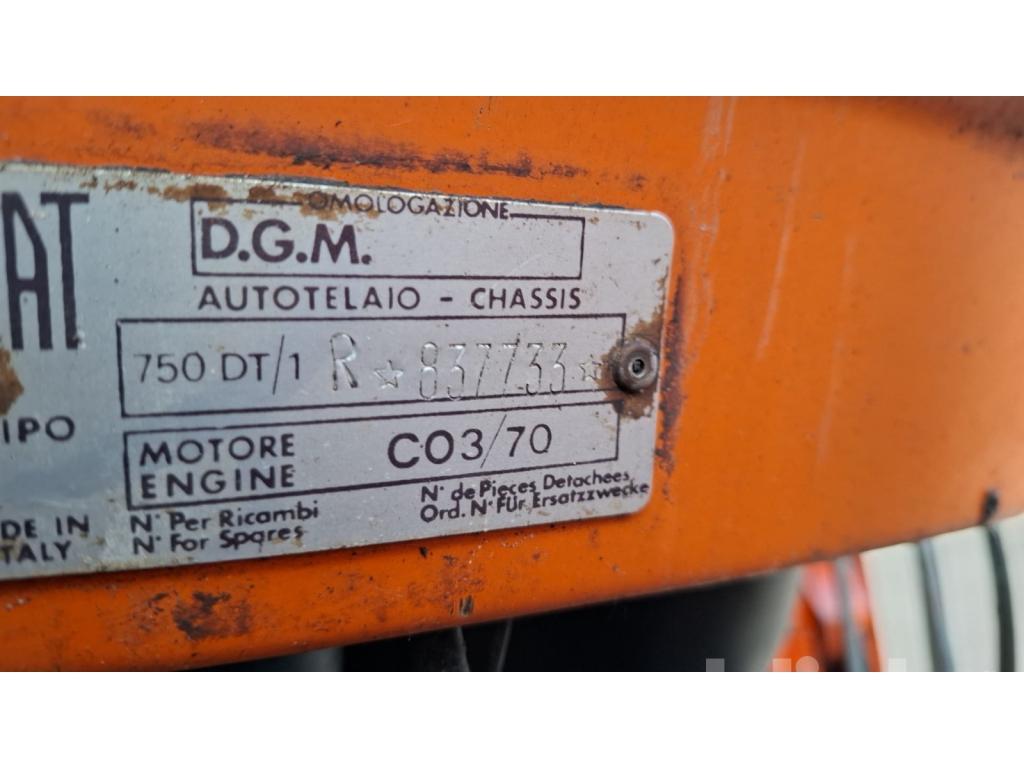 AT
OMOLOGAZIONE
D.G.M.
AUTOTELAIO - CHASSIS
750 DT/1 R ☆ 837733 ☆
IPO
MOTORE
ENGINE
CO3/70
DE IN
TALY
N° Per Ricambi
N° For Spares
N° de Pieces Detachees
Ord. N° Für Ersatzzwecke